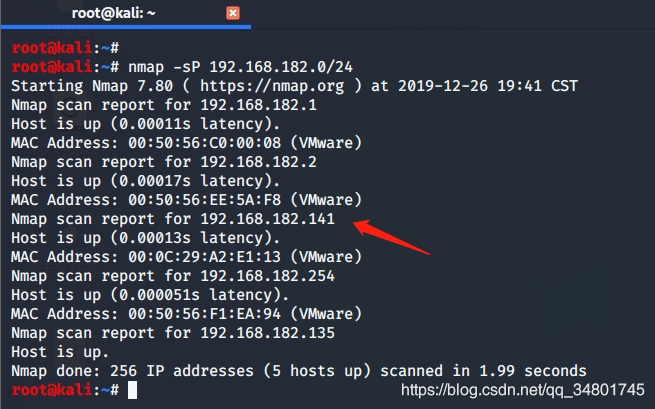 root@kali: ~
root@kali:~#
root@kali:~# nmap -sP 192.168.182.0/24
Starting Nmap 7.80 ( https://nmap.org ) at 2019-12-26 19:41 CST
Nmap scan report for 192.168.182.1
Host is up (0.00011s latency).
MAC Address: 00:50:56:C0:00:08 (VMware)
Nmap scan report for 192.168.182.2
Host is up (0.00017s latency).
MAC Address: 00:50:56:EE:5A:F8 (VMware)
Nmap scan report for 192.168.182.141
Host is up (0.00013s latency).
MAC Address: 00:0C:29:A2:E1:13 (VMware)
Nmap scan report for 192.168.182.254
Host is up (0.000051s latency).
MAC Address: 00:50:56:F1:EA:94 (VMware)
Nmap scan report for 192.168.182.135
Host is up.
Nmap done: 256 IP addresses (5 hosts up) scanned in 1.99 seconds
root@kali:~#
https://blog.csdn.net/qq_34801745